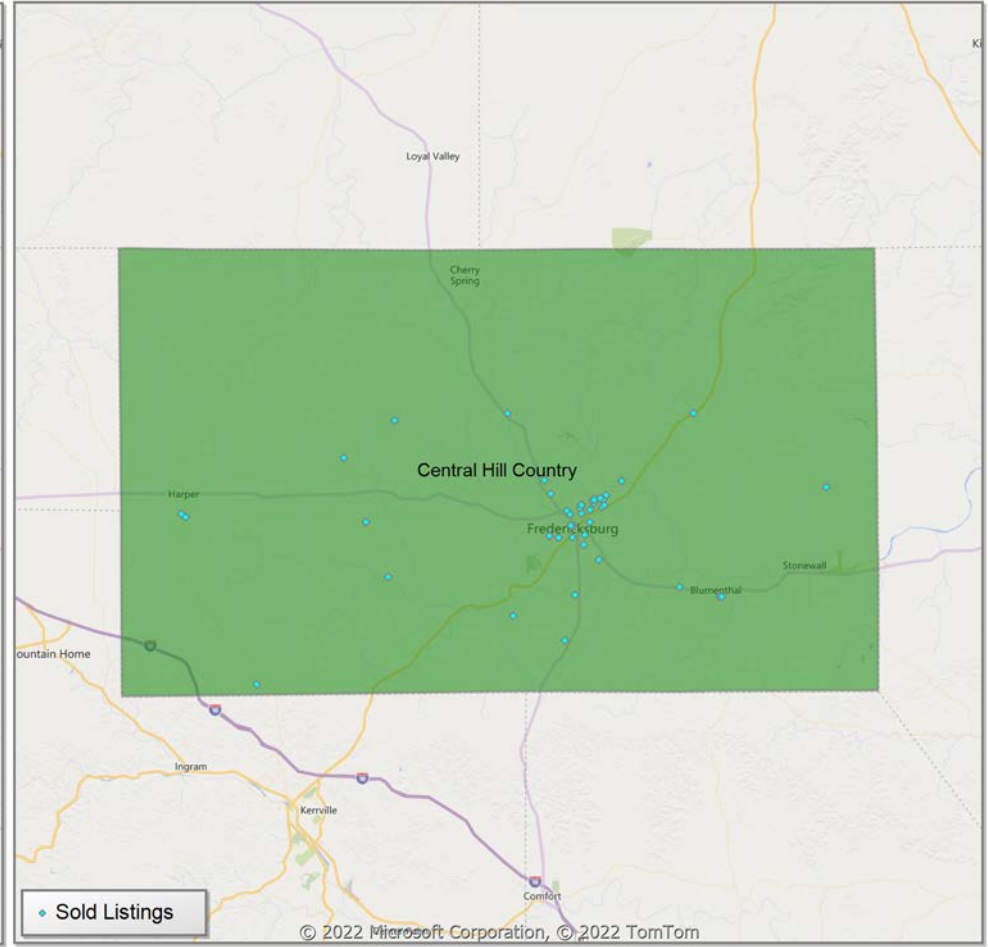 Ki
Loyal Valley
Cherry
Spring
Central Hill Country
Harper
Fredericksburg
Stonewall
Blumenthal
ountain Home
Ingram
Kerrville
Comfort
Sold Listings
© 2022 Microsoft Corporation, © 2022 TomTom